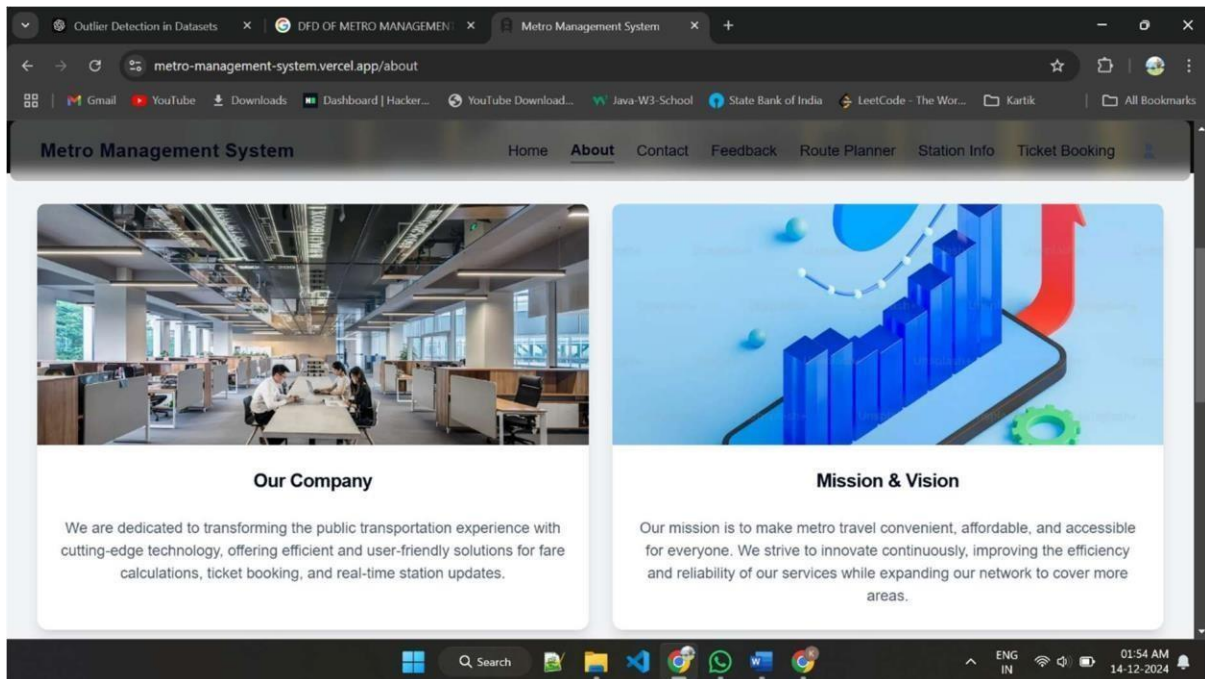 Outlier Detection in Datasets
DFD OF METRO MANAGEMEN
Metro Management System
metro-management-system.vercel.app/about
Gmail
YouTube
Downloads
Dashboard | Hacker...
YouTube Download...
Java-W3-School
State Bank of India
LeetCode - The Wor...
Kartik
All Bookmarks
Metro Management System
Home
About
Contact
Feedback
Route Planner
Station Info
Ticket Booking
Our Company
We are dedicated to transforming the public transportation experience with
cutting-edge technology, offering efficient and user-friendly solutions for fare
calculations, ticket booking, and real-time station updates.
Mission & Vision
Our mission is to make metro travel convenient, affordable, and accessible
for everyone. We strive to innovate continuously, improving the efficiency
and reliability of our services while expanding our network to cover more
areas.
Search
ENG
IN
01:54 AM
14-12-2024